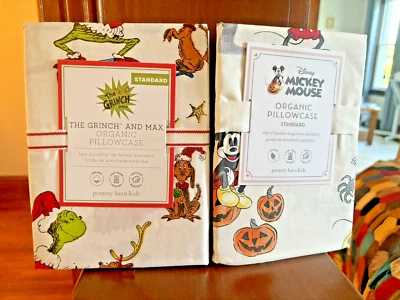 STANDARD
The GRINCH
THE GRINCH™ AND MAX
ORGANIC
PILLOWCASE
pottery barn kids
Disney
MICKEY
MOUSE
ORGANIC
PILLOWCASE
STANDARD
pottery barn kids